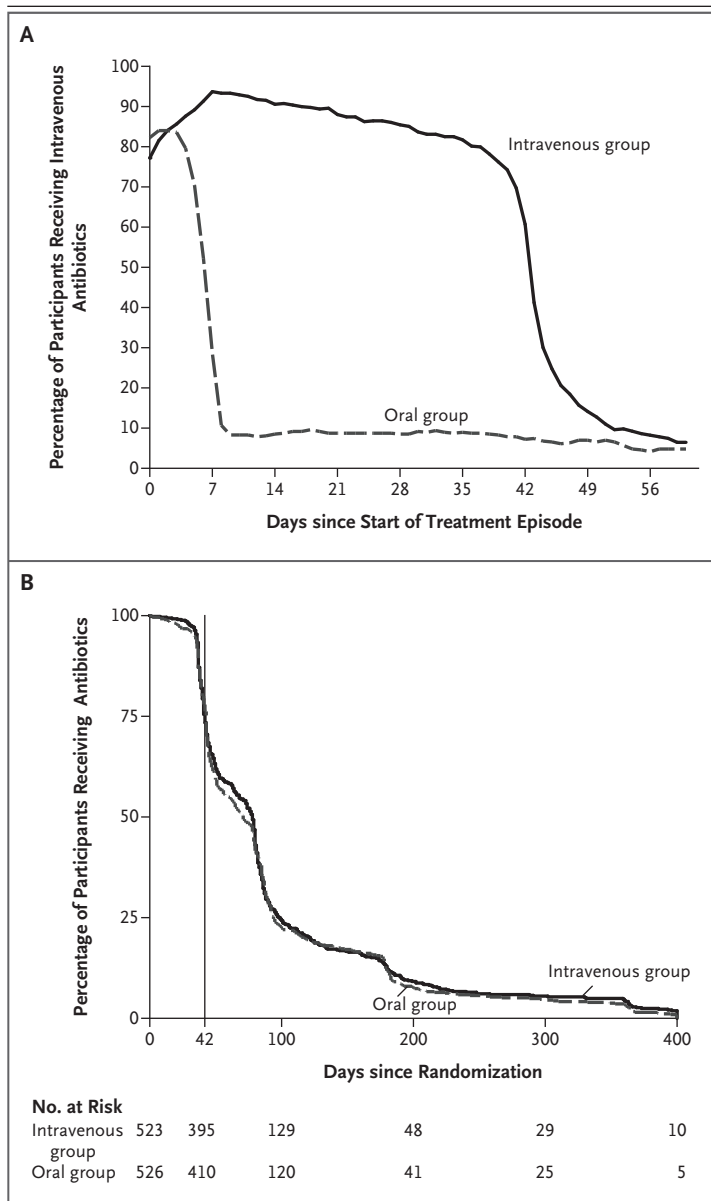 A
Percentage of Participants Receiving Intravenous
Antibiotics
100
90
80
70
60
50
40
30
20
10
0
Intravenous group
Oral group
0 7 14 21 28 35 42 49 56
Days since Start of Treatment Episode
B
Percentage of Participants Receiving Antibiotics
100
75
50
25
0
Intravenous group
Oral group
0 42 100 200 300 400
Days since Randomization
No. at Risk
Intravenous 523 395 129 48 29 10
group
Oral group 526 410 120 41 25 5